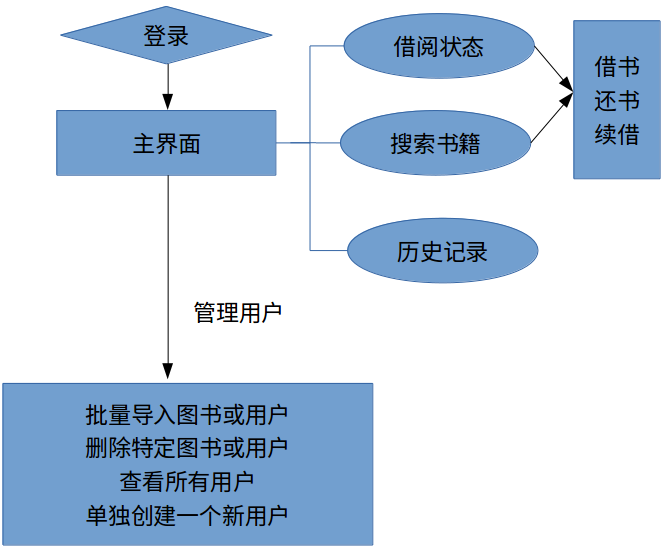 登录
主界面
借阅状态
搜索书籍
历史记录
借书
还书
续借
管理用户
批量导入图书或用户
删除特定图书或用户
查看所有用户
单独创建一个新用户